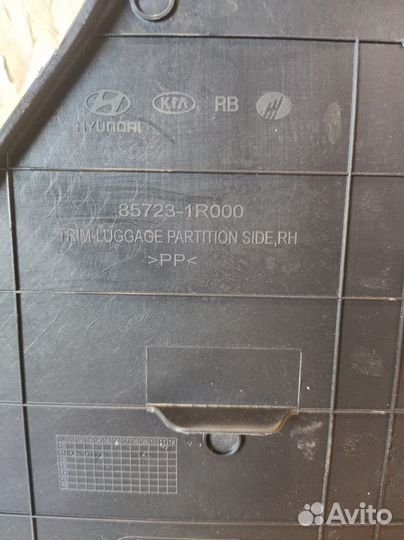 HYUNDAI KIA RB
85723-1R000
TRIM-LUGGAGE PARTITION SIDE,RH
>PP<
Avito